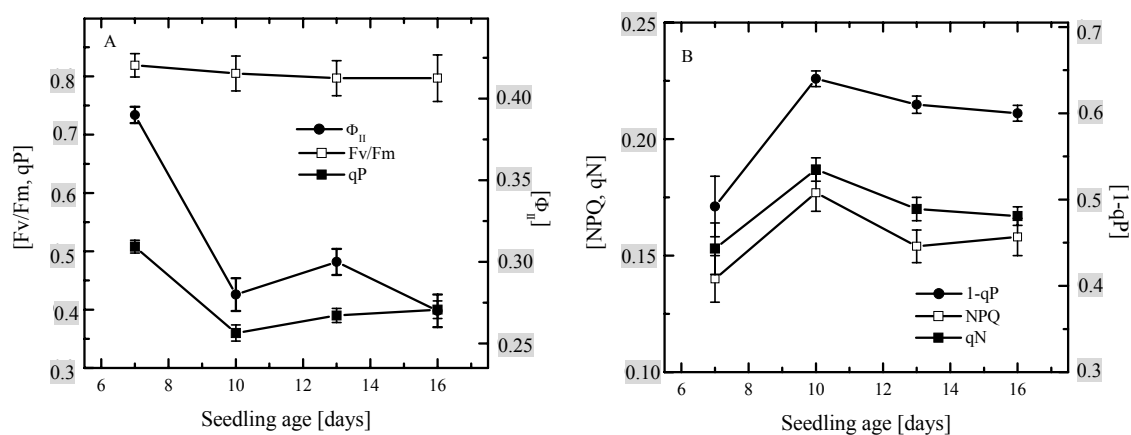 A
0.8
0.7
0.6
0.5
0.4
0.3
[Fv/Fm, qP]
ΦII
Fv/Fm
qP
0.40
0.35
0.30
0.25
[ΦII]
6 8 10 12 14 16
Seedling age [days]
B
0.25
0.20
0.15
0.10
[NPQ, qN]
1-qP
NPQ
qN
0.7
0.6
0.5
0.4
0.3
[1-qP]
6 8 10 12 14 16
Seedling age [days]